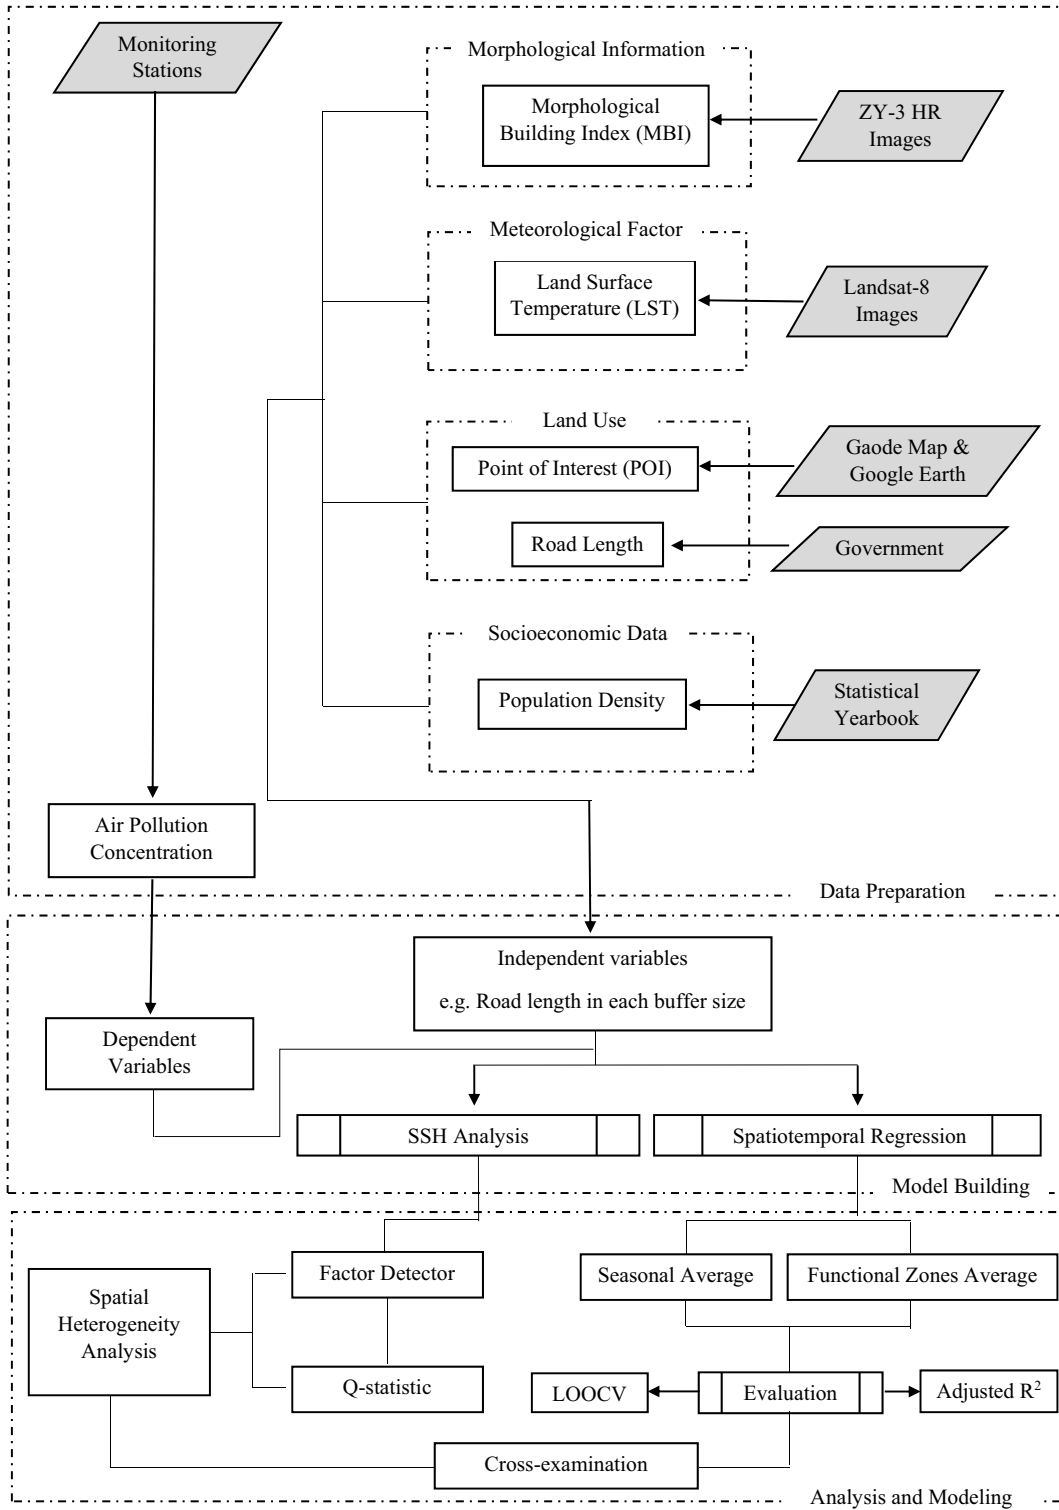 Monitoring
Stations
Morphological Information
Morphological
Building Index (MBI)
ZY-3 HR
Images
Meteorological Factor
Land Surface
Temperature (LST)
Landsat-8
Images
Land Use
Point of Interest (POI)
Gaode Map &
Google Earth
Road Length
Government
Socioeconomic Data
Population Density
Statistical
Yearbook
Air Pollution
Concentration
Data Preparation
Independent variables
e.g. Road length in each buffer size
Dependent
Variables
SSH Analysis
Spatiotemporal Regression
Model Building
Factor Detector
Seasonal Average
Functional Zones Average
Spatial
Heterogeneity
Analysis
Q-statistic
LOOCV
Evaluation
Adjusted R²
Cross-examination
Analysis and Modeling